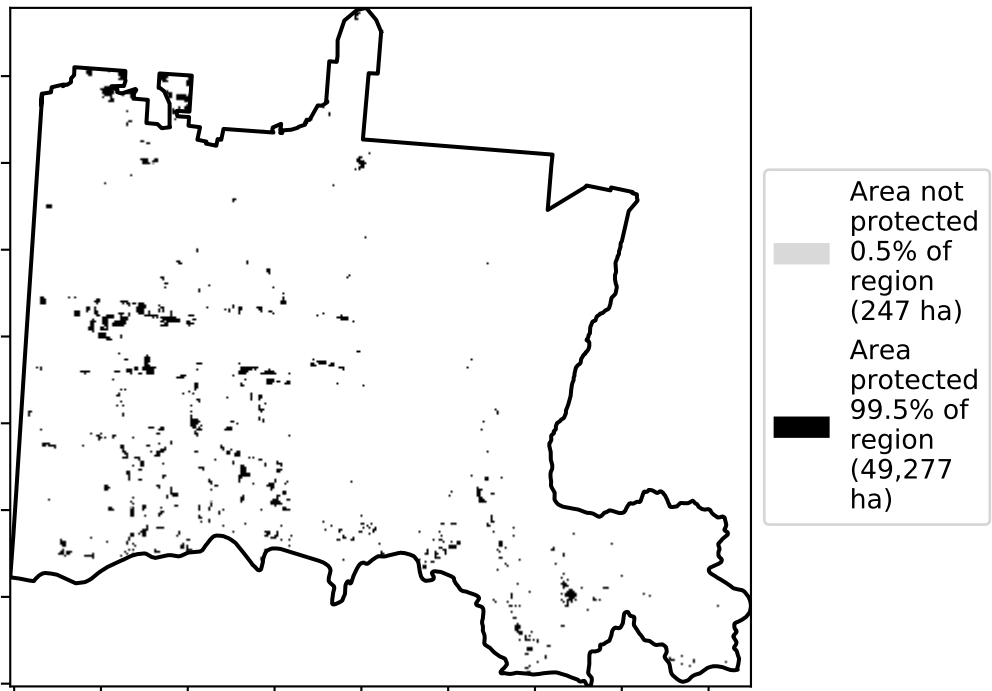 Area not
protected
0.5% of
region
(247 ha)
Area
protected
99.5% of
region
(49,277
ha)